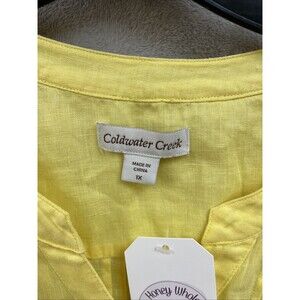 Coldwater Creek
MADE IN
CHINA
1X
Honey Whol